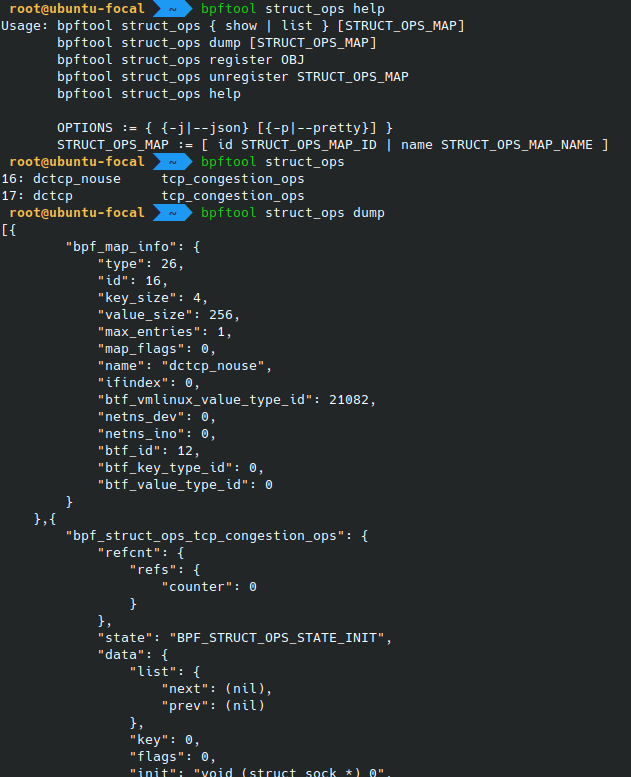 root@ubuntu-focal ~ bpftool struct_ops help
Usage: bpftool struct_ops { show | list } [STRUCT_OPS_MAP]
       bpftool struct_ops dump [STRUCT_OPS_MAP]
       bpftool struct_ops register OBJ
       bpftool struct_ops unregister STRUCT_OPS_MAP
       bpftool struct_ops help

       OPTIONS := { {-j|--json} [{-p|--pretty}] }
       STRUCT_OPS_MAP := [ id STRUCT_OPS_MAP_ID | name STRUCT_OPS_MAP_NAME ]
root@ubuntu-focal ~ bpftool struct_ops
16: dctcp_nouse     tcp_congestion_ops
17: dctcp           tcp_congestion_ops
root@ubuntu-focal ~ bpftool struct_ops dump
[{
        "bpf_map_info": {
            "type": 26,
            "id": 16,
            "key_size": 4,
            "value_size": 256,
            "max_entries": 1,
            "map_flags": 0,
            "name": "dctcp_nouse",
            "ifindex": 0,
            "btf_vmlinux_value_type_id": 21082,
            "netns_dev": 0,
            "netns_ino": 0,
            "btf_id": 12,
            "btf_key_type_id": 0,
            "btf_value_type_id": 0
        }
    },{
        "bpf_struct_ops_tcp_congestion_ops": {
            "refcnt": {
                "refs": {
                    "counter": 0
                }
            },
            "state": "BPF_STRUCT_OPS_STATE_INIT",
            "data": {
                "list": {
                    "next": (nil),
                    "prev": (nil)
                },
                "key": 0,
                "flags": 0,
                "init": "void (struct sock *) 0",